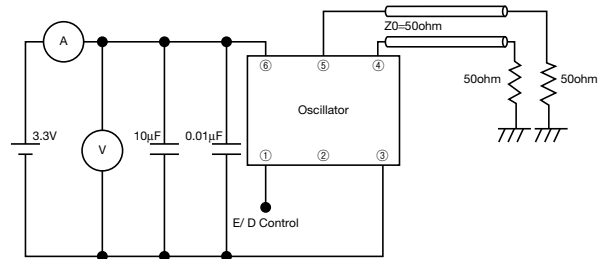 A
Z0=50ohm
⑥ ⑤ ④
50ohm 50ohm
Oscillator
3.3V V 10μF 0.01μF
① ② ③
E/ D Control